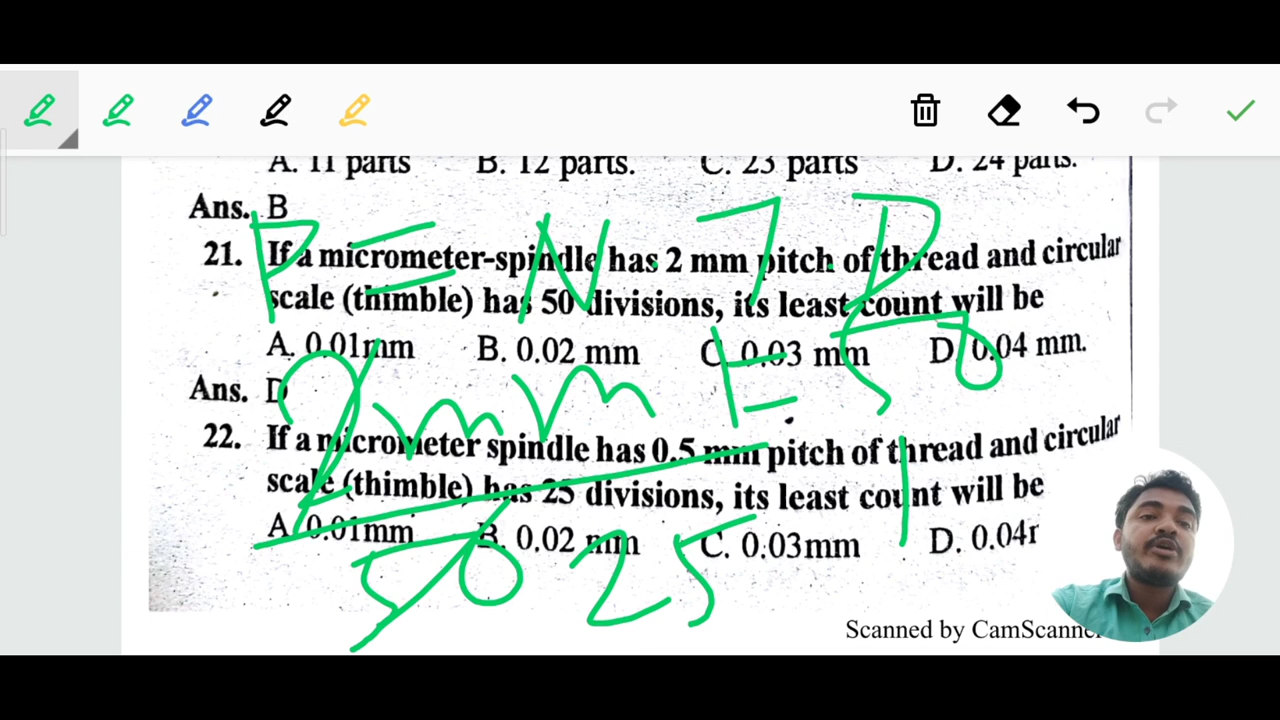 A. 11 parts B. 12 parts. C. 23 parts D. 24 parts.
Ans. B
21. If a micrometer-spindle has 2 mm pitch of thread and circular
scale (thimble) has 50 divisions, its least count will be
A. 0.01mm B. 0.02 mm C. 0.03 mm D. 0.04 mm.
Ans. D
22. If a micrometer spindle has 0.5 mm pitch of thread and circular
scale (thimble) has 25 divisions, its least count will be
A. 0.01mm B. 0.02 mm C. 0.03mm D. 0.04
P = N D
= 50
2mm 1
50 25
Scanned by CamScanne